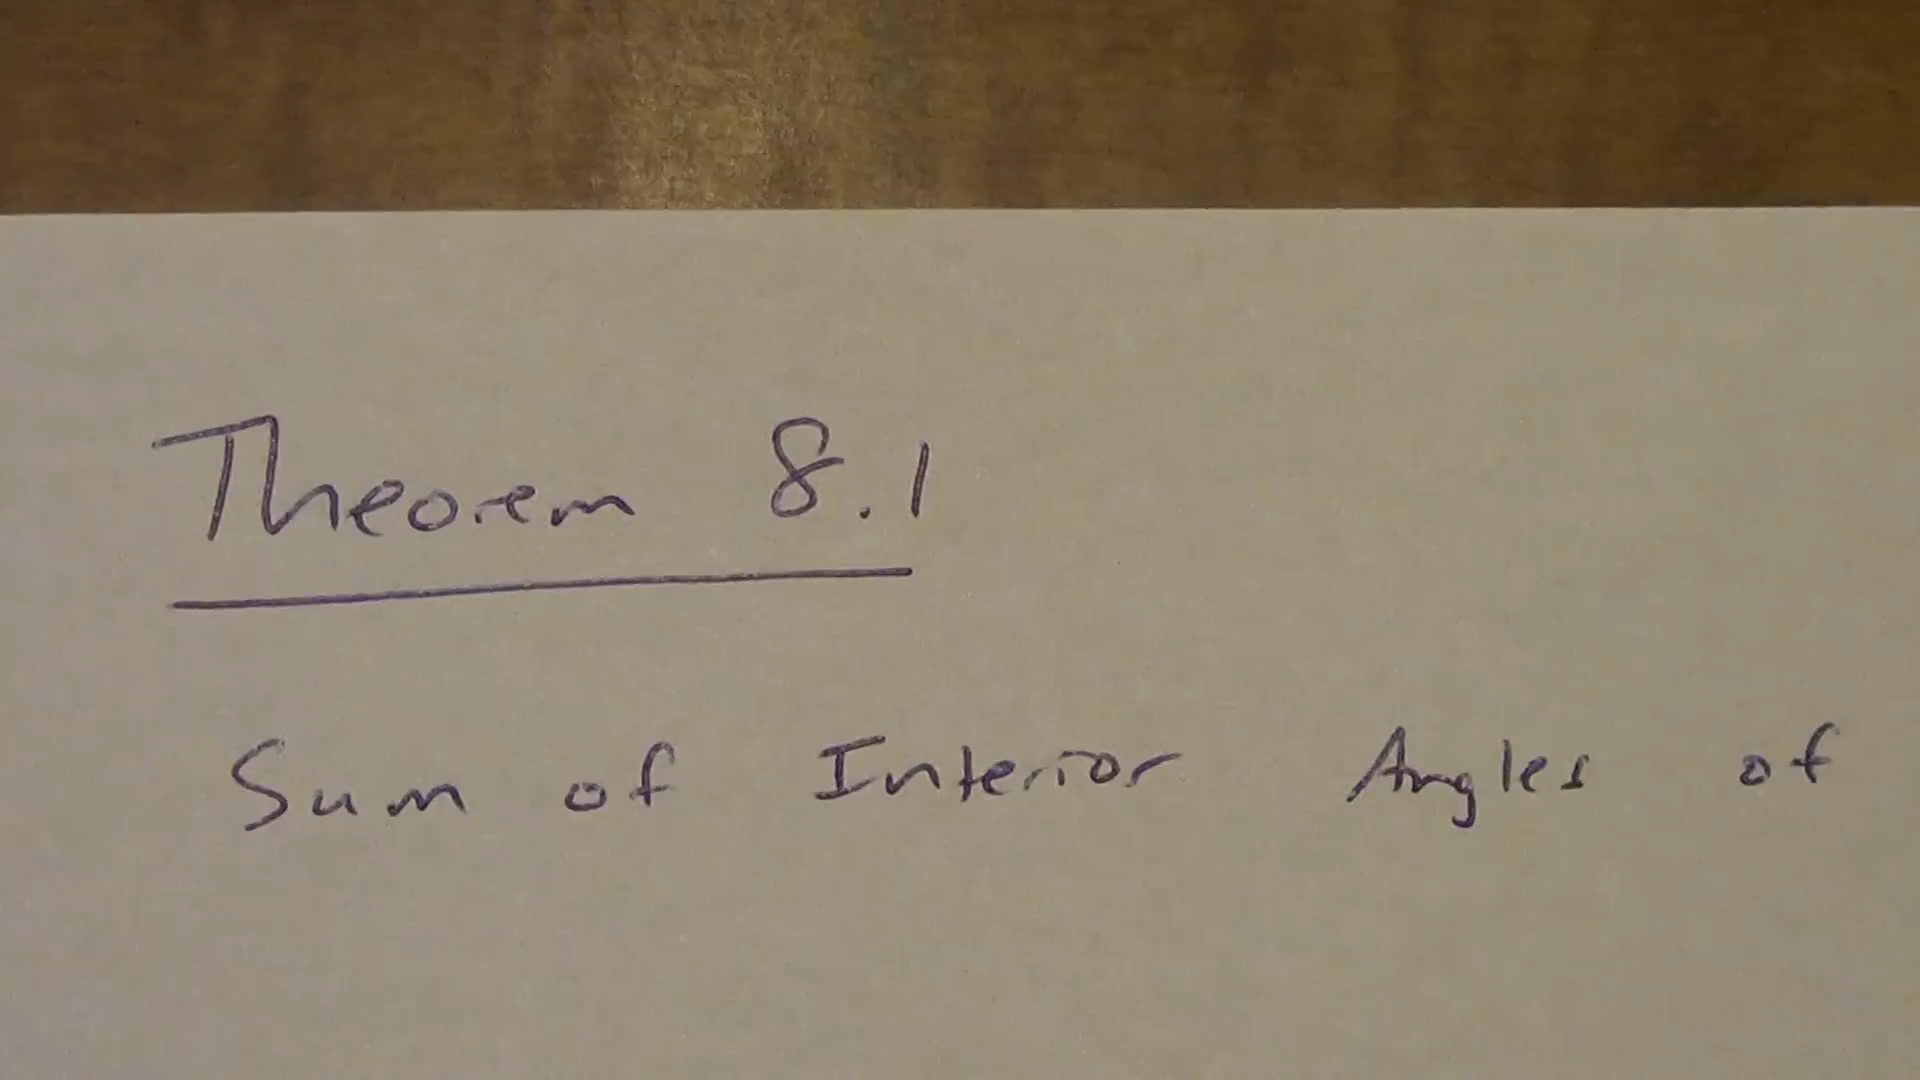 Theorem 8.1
Sum of Interior Angles of